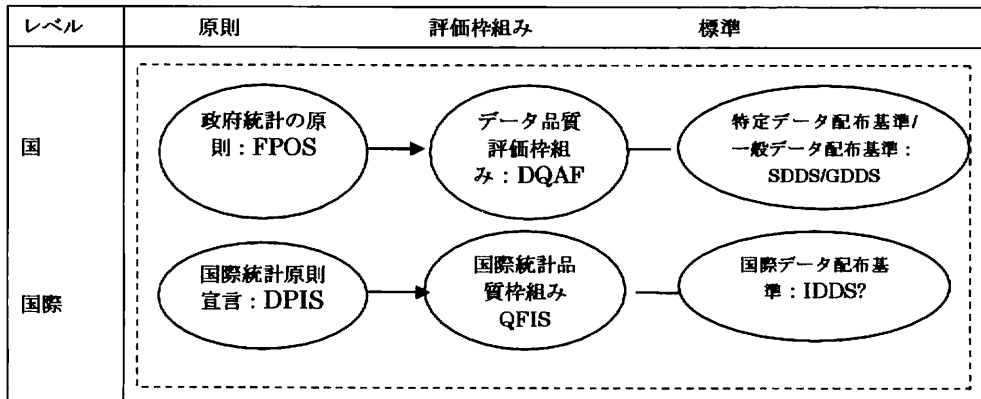 レベル 原則 評価枠組み 標準
国
政府統計の原
則：FPOS
データ品質
評価枠組
み：DQAF
特定データ配布基準/
一般データ配布基準：
SDDS/GDDS
国際
国際統計原則
宣言：DPIS
国際統計品
質枠組み
QFIS
国際データ配布基
準：IDDS?